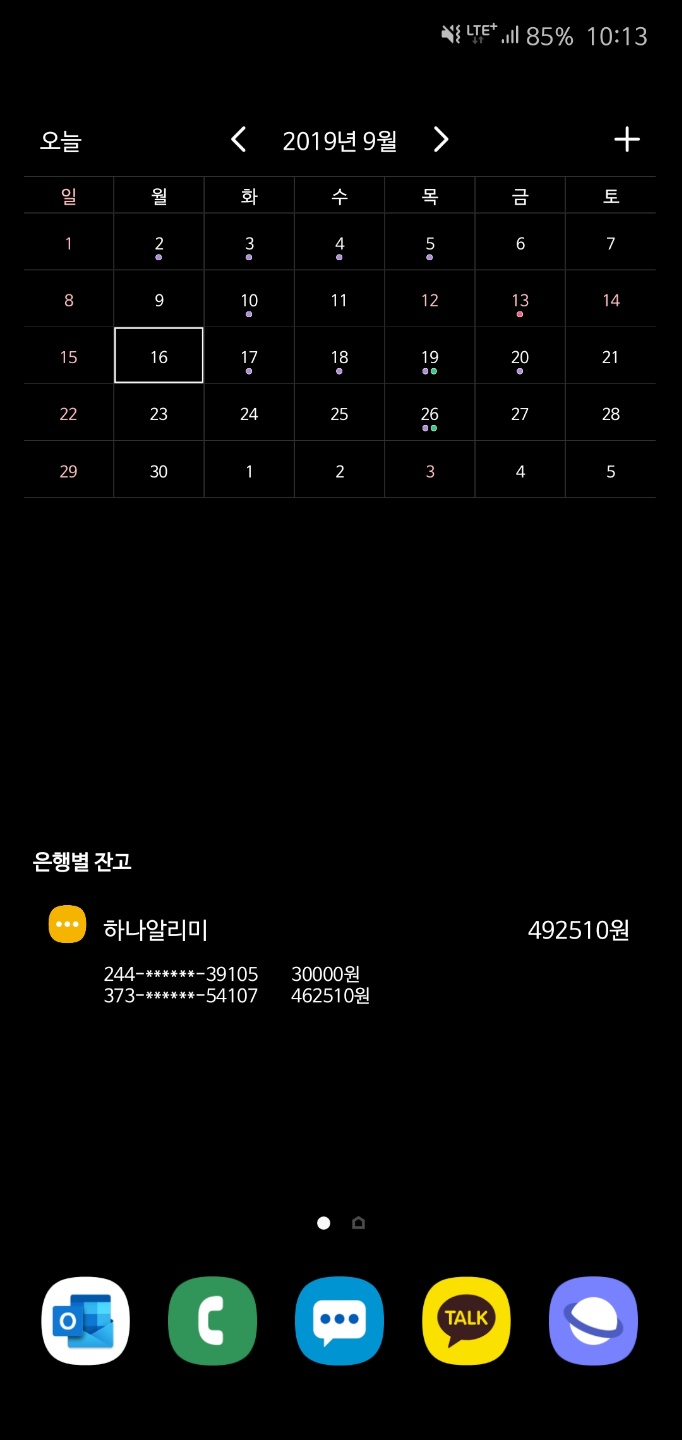 LTE+ 85% 10:13
오늘 2019년 9월
일 월 화 수 목 금 토
1 2 3 4 5 6 7
8 9 10 11 12 13 14
15 16 17 18 19 20 21
22 23 24 25 26 27 28
29 30 1 2 3 4 5
은행별 잔고
하나알리미 492510원
244-******-39105 30000원
373-******-54107 462510원
O TALK